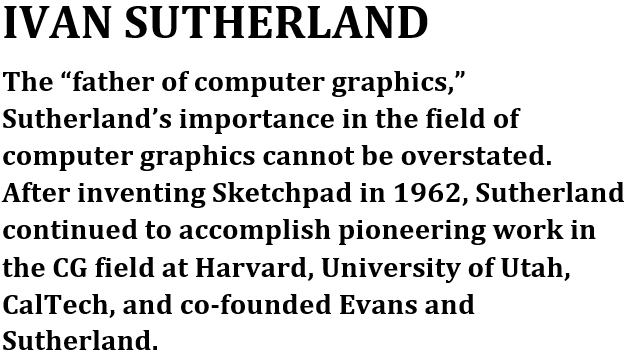 IVAN SUTHERLAND
The “father of computer graphics,”
Sutherland’s importance in the field of
computer graphics cannot be overstated.
After inventing Sketchpad in 1962, Sutherland
continued to accomplish pioneering work in
the CG field at Harvard, University of Utah,
CalTech, and co-founded Evans and
Sutherland.